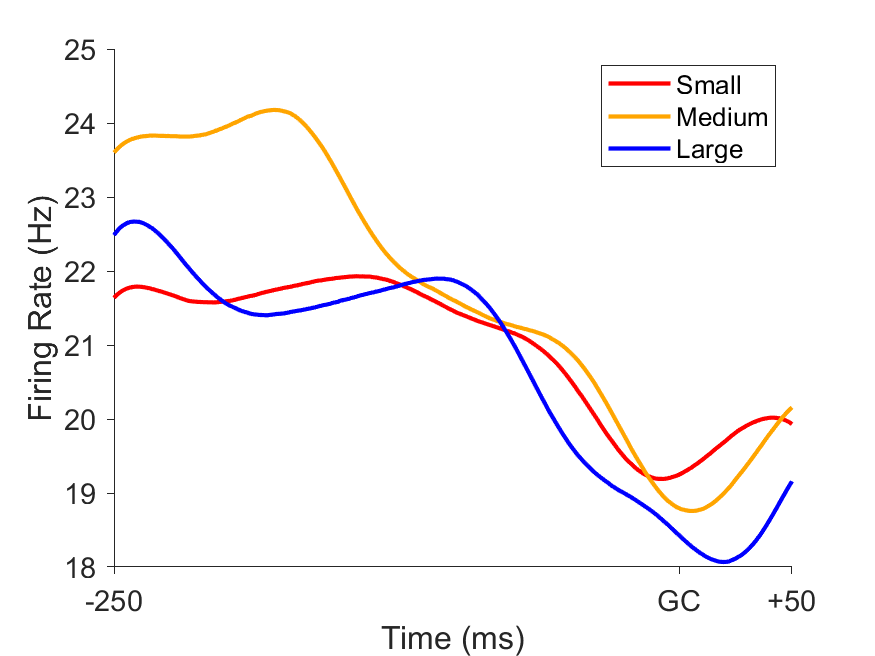 25
24
23
22
21
20
19
18
Firing Rate (Hz)
Small
Medium
Large
-250
GC
+50
Time (ms)